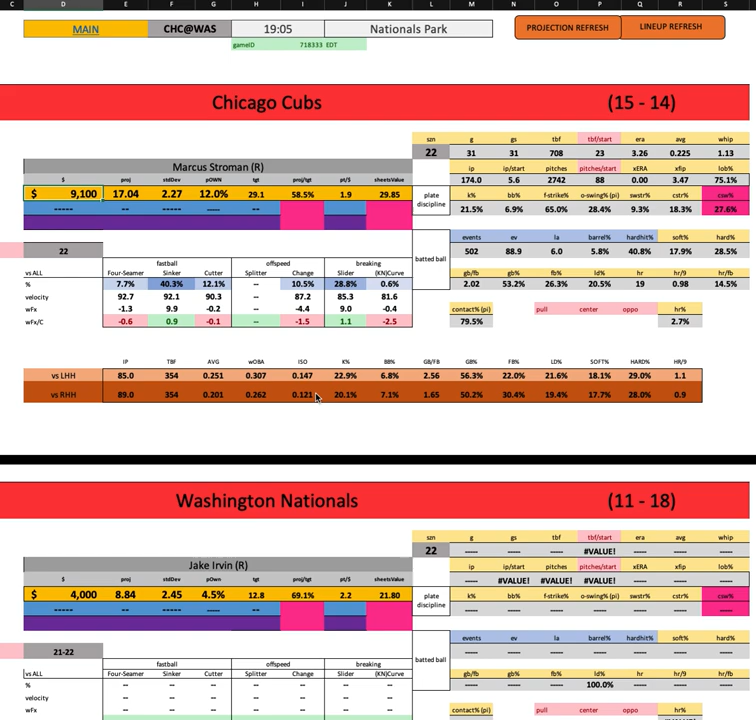 C D E F G H I J K L M N O P Q R S
MAIN CHC@WAS 19:05 Nationals Park PROJECTION REFRESH LINEUP REFRESH
gameID 718333 EDT
Chicago Cubs (15 - 14)
szn g gs tbf tbf/start era avg whip
22 31 31 708 23 3.26 0.225 1.13
Marcus Stroman (R) ip ip/start pitches pitches/start xERA xfip lob%
$ proj stdDev pOWN tgt proj/tgt pt/$ sheetsValue 174.0 5.6 2742 88 0.00 3.47 75.1%
$ 9,100 17.04 2.27 12.0% 29.1 58.5% 1.9 29.85 plate discipline k% bb% f-strike% o-swing% (pi) swstr% cstr% csw%
----- -- ----- ---- -- 21.5% 6.9% 65.0% 28.4% 9.3% 18.3% 27.6%
events ev la barrel% hardhit% soft% hard%
22 batted ball 502 88.9 6.0 5.8% 40.8% 17.9% 28.5%
fastball offspeed breaking
vs ALL Four-Seamer Sinker Cutter Splitter Change Slider (KN)Curve gb/fb gb% fb% ld% hr hr/9 hr/fb
% 7.7% 40.3% 12.1% -- 10.5% 28.8% 0.6% 2.02 53.2% 26.3% 20.5% 19 0.98 14.5%
velocity 92.7 92.1 90.3 -- 87.2 85.3 81.6
wFx -1.3 9.9 -0.2 -- -4.4 9.0 -0.4 contact% (pi) pull center oppo hr%
wFx/C -0.6 0.9 -0.1 -- -1.5 1.1 -2.5 79.5% 2.7%
IP TBF AVG wOBA ISO K% BB% GB/FB GB% FB% LD% SOFT% HARD% HR/9
vs LHH 85.0 354 0.251 0.307 0.147 22.9% 6.8% 2.56 56.3% 22.0% 21.6% 18.1% 29.0% 1.1
vs RHH 89.0 354 0.201 0.262 0.121 20.1% 7.1% 1.65 50.2% 30.4% 19.4% 17.7% 28.0% 0.9
Washington Nationals (11 - 18)
szn g gs tbf tbf/start era avg whip
22 ----- ----- ----- #VALUE! ----- ----- -----
Jake Irvin (R) ip ip/start pitches pitches/start xERA xfip lob%
$ proj stdDev pOwn tgt proj/tgt pt/$ sheetsValue ----- #VALUE! #VALUE! #VALUE! ----- ----- -----
$ 4,000 8.84 2.45 4.5% 12.8 69.1% 2.2 21.80 plate discipline k% bb% f-strike% o-swing% (pi) swstr% cstr% csw%
----- -- ----- ---- -- ----- ----- ----- ----- ----- ----- -----
events ev la barrel% hardhit% soft% hard%
21-22 batted ball ----- ----- ----- ----- ----- ----- -----
fastball offspeed breaking
vs ALL Four-Seamer Sinker Cutter Splitter Change Slider (KN)Curve gb/fb gb% fb% ld% hr hr/9 hr/fb
% -- -- -- -- -- -- -- ----- ----- ----- 100.0% ----- ----- -----
velocity -- -- -- -- -- -- --
wFx -- -- -- -- -- -- -- contact% (pi) pull center oppo hr%